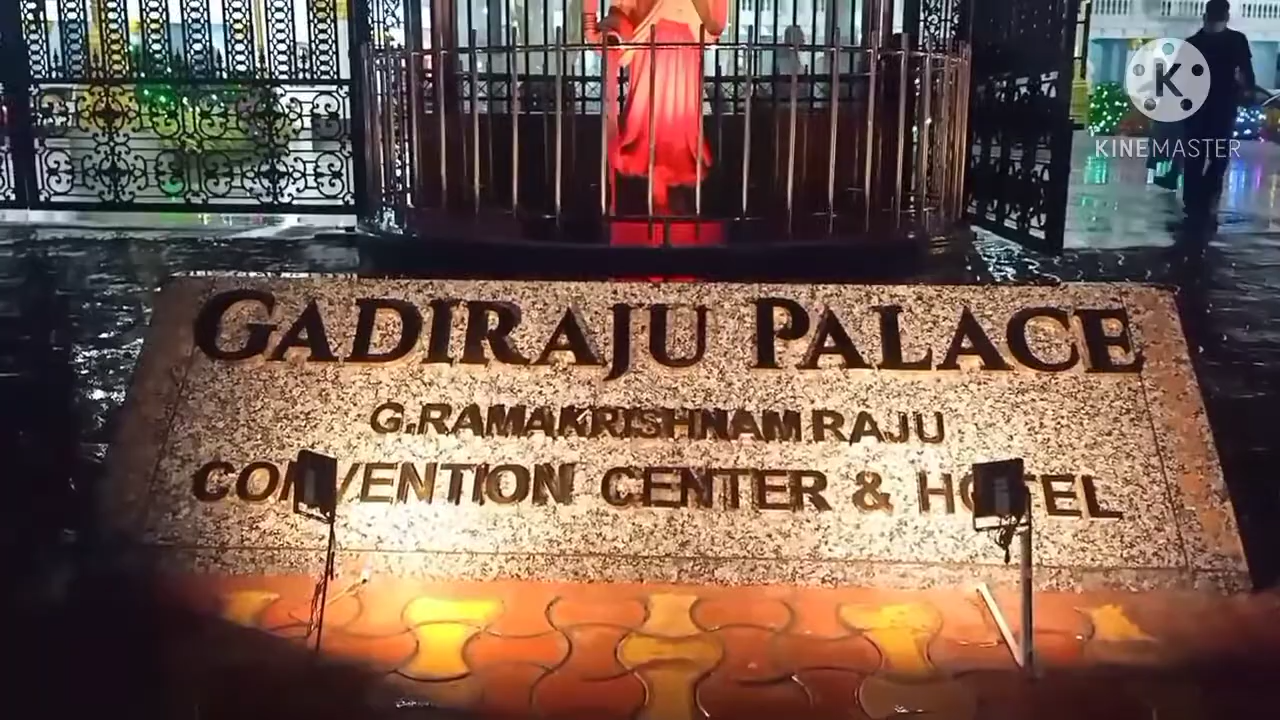 K
KINEMASTER
GADIRAJU PALACE
G.RAMAKRISHNAM RAJU
CONVENTION CENTER & HOTEL